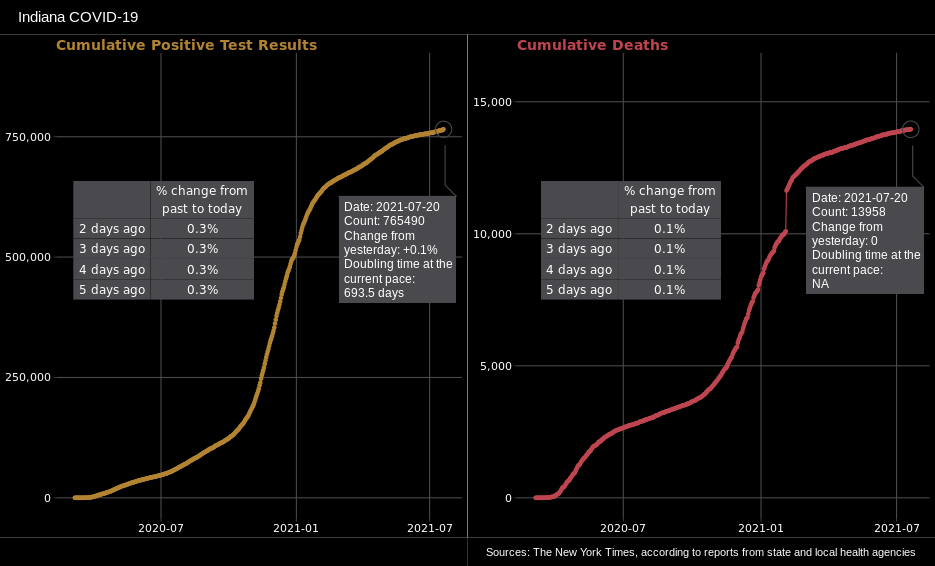 Indiana COVID-19
Cumulative Positive Test Results
750,000
500,000
250,000
0
2020-07
2021-01
2021-07
% change from
past to today
2 days ago 0.3%
3 days ago 0.3%
4 days ago 0.3%
5 days ago 0.3%
Date: 2021-07-20
Count: 765490
Change from
yesterday: +0.1%
Doubling time at the
current pace:
693.5 days
Cumulative Deaths
15,000
10,000
5,000
0
2020-07
2021-01
2021-07
% change from
past to today
2 days ago 0.1%
3 days ago 0.1%
4 days ago 0.1%
5 days ago 0.1%
Date: 2021-07-20
Count: 13958
Change from
yesterday: 0
Doubling time at the
current pace:
NA
Sources: The New York Times, according to reports from state and local health agencies